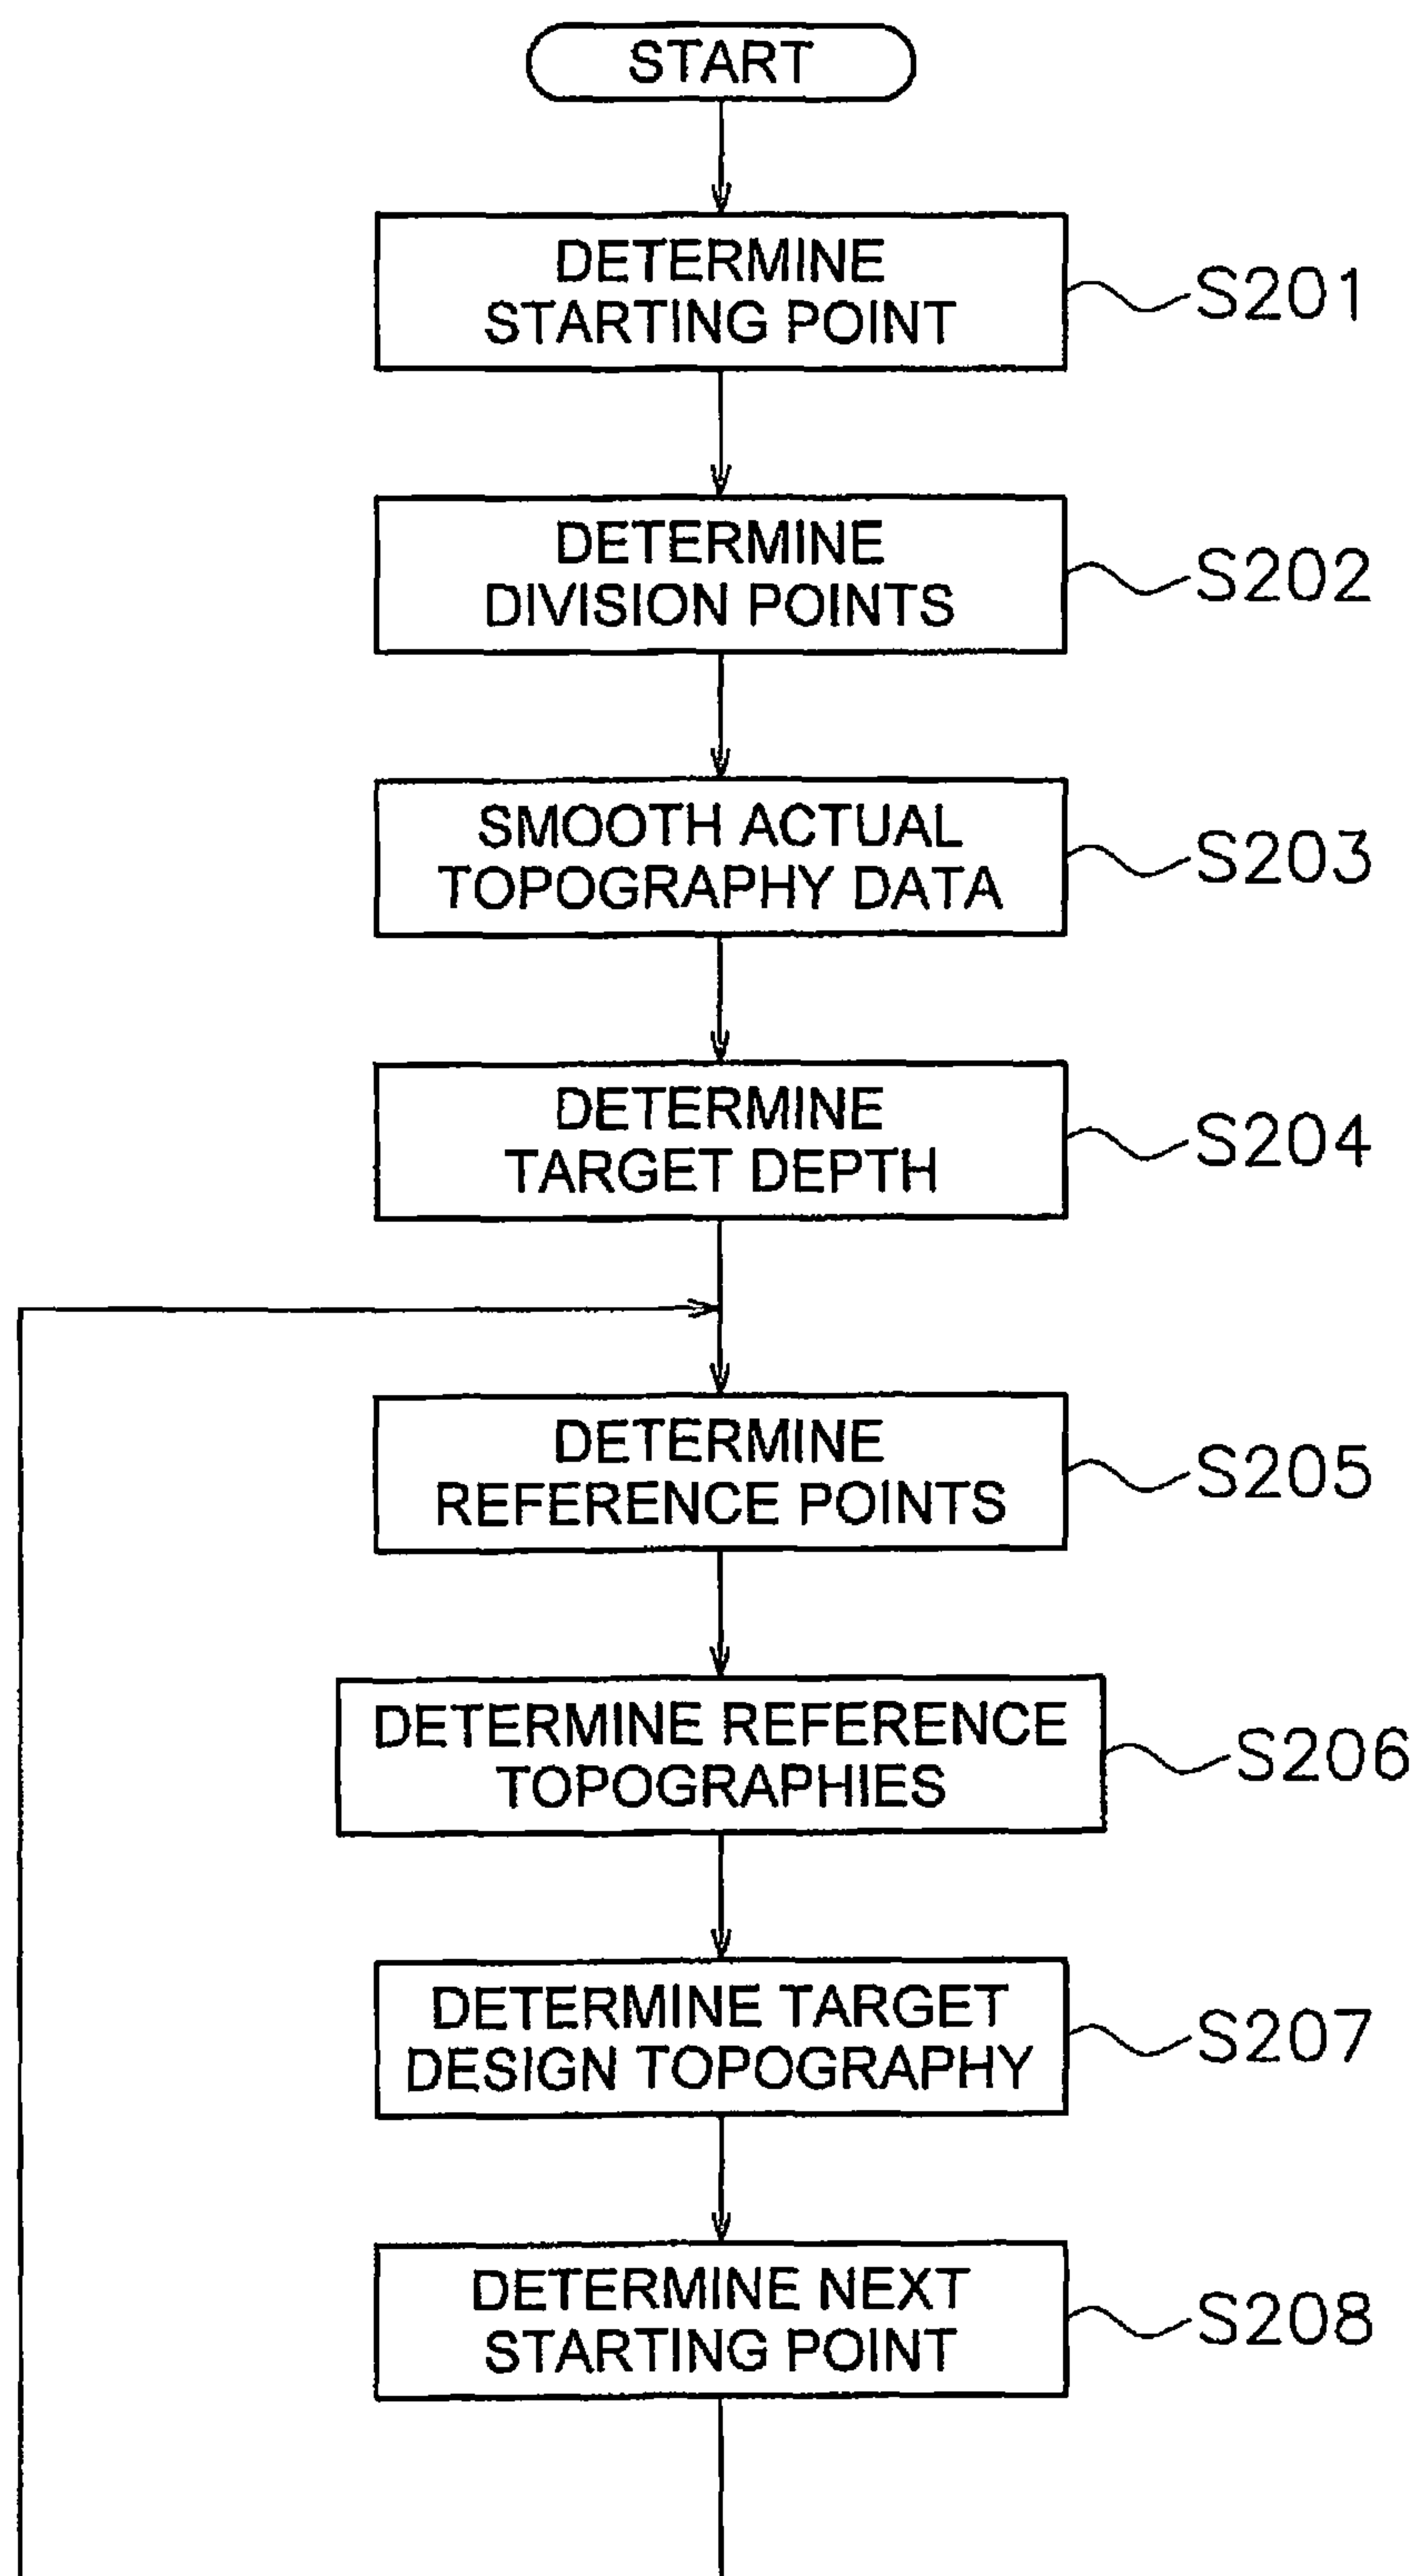 START
DETERMINE
STARTING POINT
S201
DETERMINE
DIVISION POINTS
S202
SMOOTH ACTUAL
TOPOGRAPHY DATA
S203
DETERMINE
TARGET DEPTH
S204
DETERMINE
REFERENCE POINTS
S205
DETERMINE REFERENCE
TOPOGRAPHIES
S206
DETERMINE TARGET
DESIGN TOPOGRAPHY
S207
DETERMINE NEXT
STARTING POINT
S208